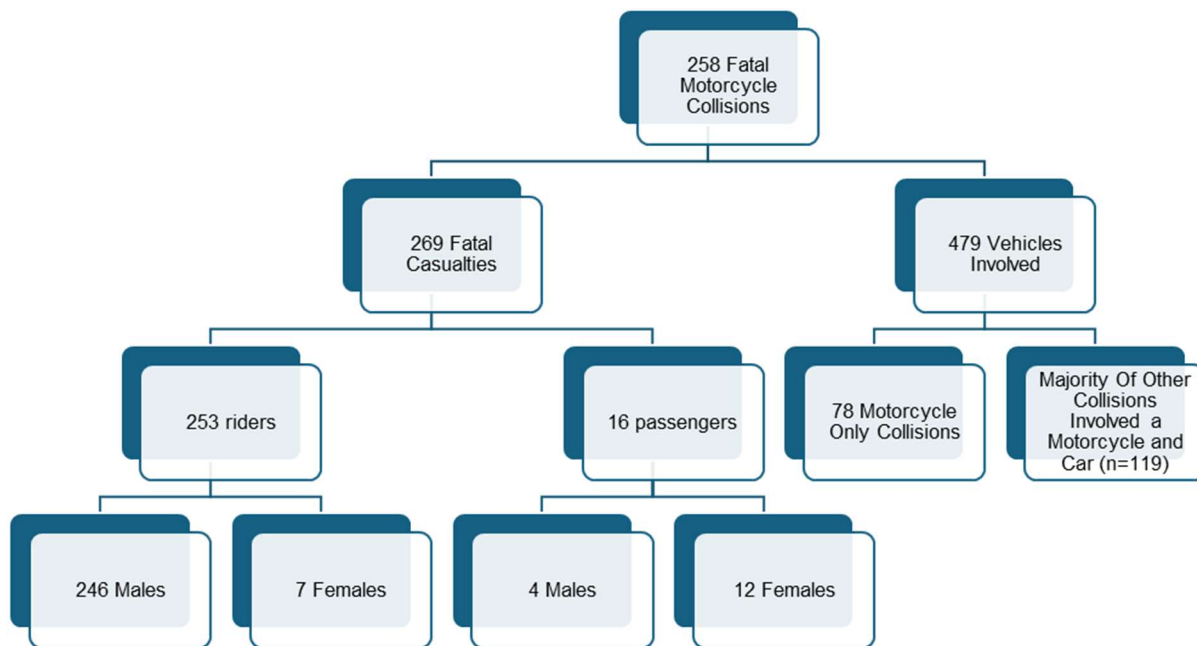 258 Fatal
Motorcycle
Collisions
269 Fatal
Casualties
479 Vehicles
Involved
253 riders
16 passengers
78 Motorcycle
Only Collisions
Majority Of Other
Collisions
Involved a
Motorcycle and
Car (n=119)
246 Males
7 Females
4 Males
12 Females